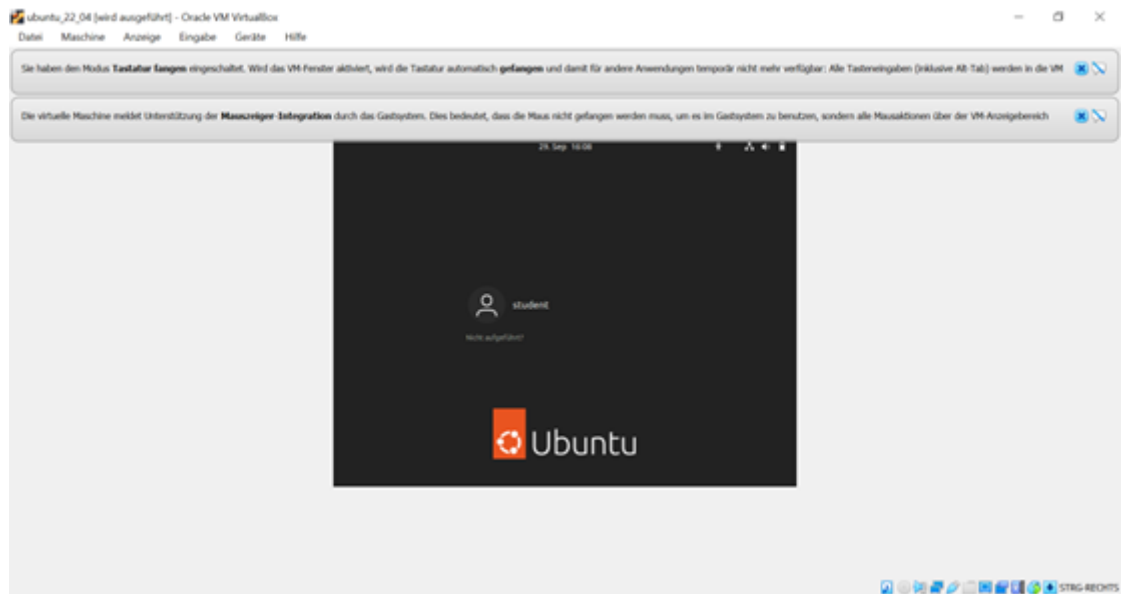 ubuntu_22_04 [wird ausgeführt] - Oracle VM VirtualBox
Datei Maschine Anzeige Eingabe Geräte Hilfe
Sie haben den Modus Tastatur fangen eingeschaltet. Wird das VM-Fenster aktiviert, wird die Tastatur automatisch gefangen und damit für andere Anwendungen temporär nicht mehr verfügbar: Alle Tasteneingaben (inklusive Alt-Tab) werden in die VM
Die virtuelle Maschine meldet Unterstützung der Mauszeiger-Integration durch das Gastsystem. Dies bedeutet, dass die Maus nicht gefangen werden muss, um es im Gastsystem zu benutzen, sondern alle Mausaktionen über der VM-Anzeigebereich
29. Sep 16:08
student
Nicht aufgeführt?
Ubuntu
STRG-RECHTS